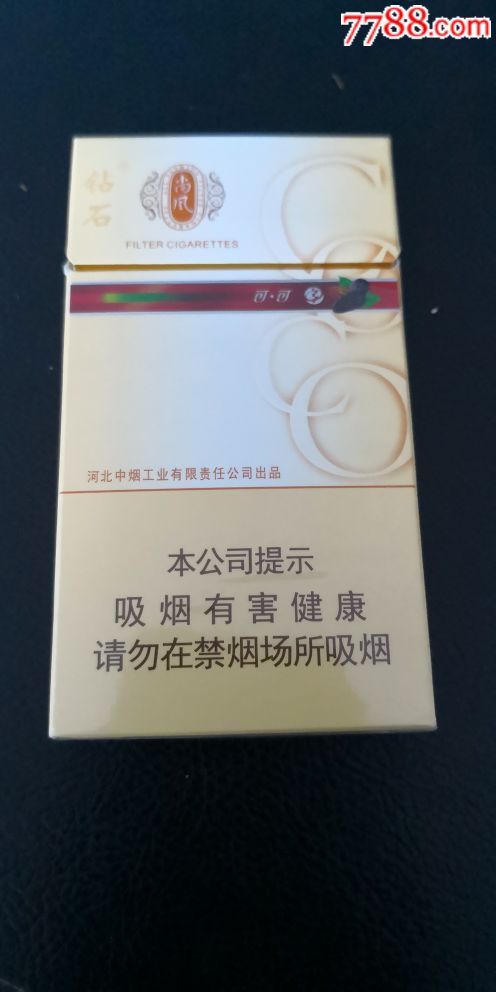 7788.com
钻石
尚风
FILTER CIGARETTES
可·可
COCO
河北中烟工业有限责任公司出品
本公司提示
吸烟有害健康
请勿在禁烟场所吸烟